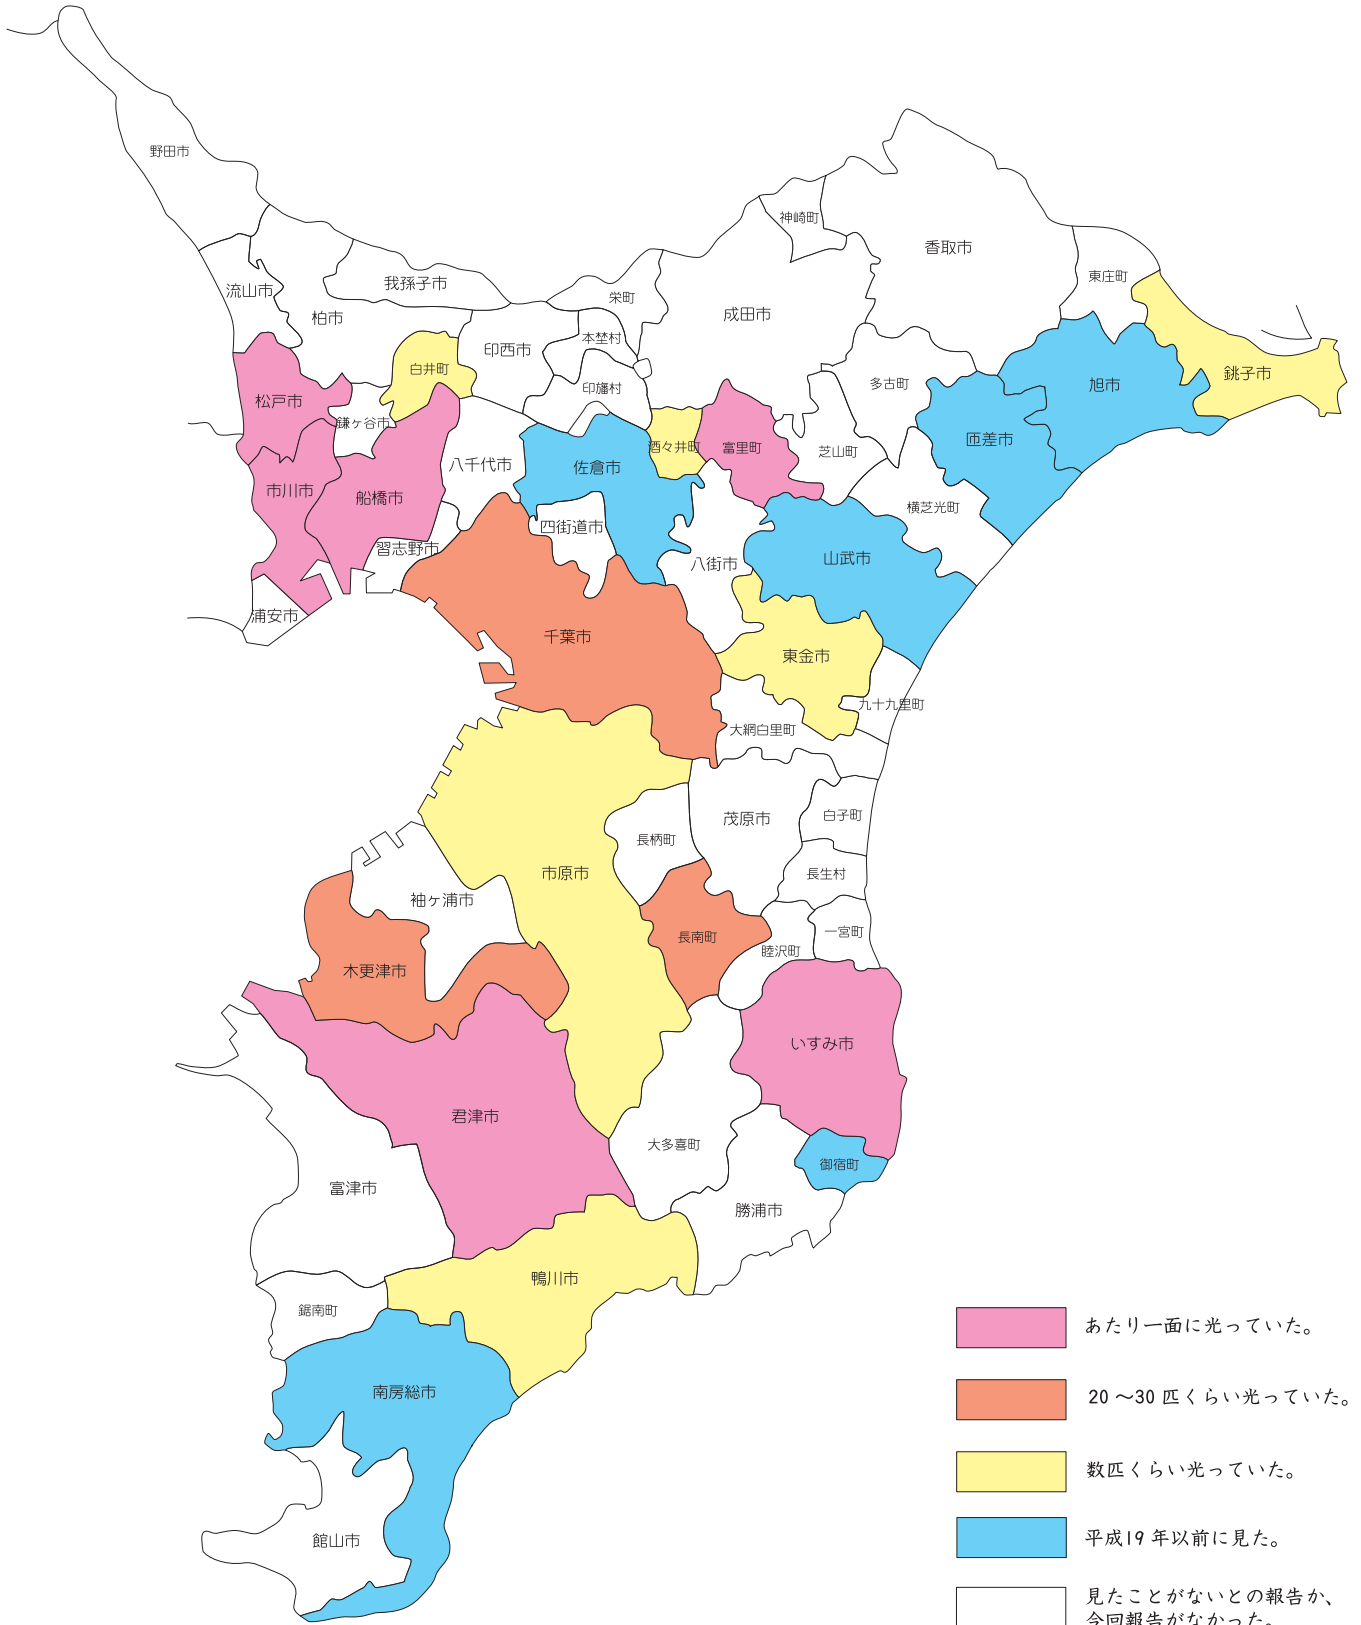 野田市
流山市
柏市
我孫子市
栄町
神崎町
香取市
東庄町
成田市
印西市
本埜村
印旛村
白井町
松戸市
鎌ヶ谷市
市川市
船橋市
八千代市
習志野市
浦安市
佐倉市
四街道市
酒々井町
富里町
芝山町
多古町
匝差市
旭市
銚子市
横芝光町
八街市
山武市
千葉市
東金市
九十九里町
大網白里町
市原市
長柄町
茂原市
白子町
長生村
袖ヶ浦市
木更津市
長南町
睦沢町
一宮町
いすみ市
君津市
大多喜町
御宿町
富津市
勝浦市
鴨川市
鋸南町
南房総市
館山市
あたり一面に光っていた。
20～30 匹くらい光っていた。
数匹くらい光っていた。
平成19 年以前に見た。
見たことがないとの報告か、
今回報告がなかった。